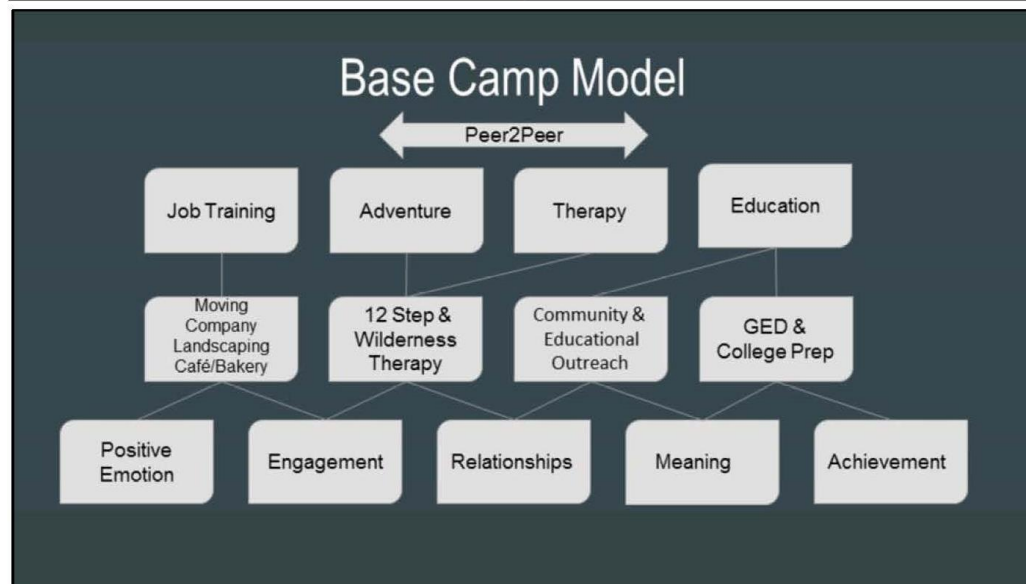 Base Camp Model
Peer2Peer
Job Training
Adventure
Therapy
Education
Moving
Company
Landscaping
Café/Bakery
12 Step &
Wilderness
Therapy
Community &
Educational
Outreach
GED &
College Prep
Positive
Emotion
Engagement
Relationships
Meaning
Achievement